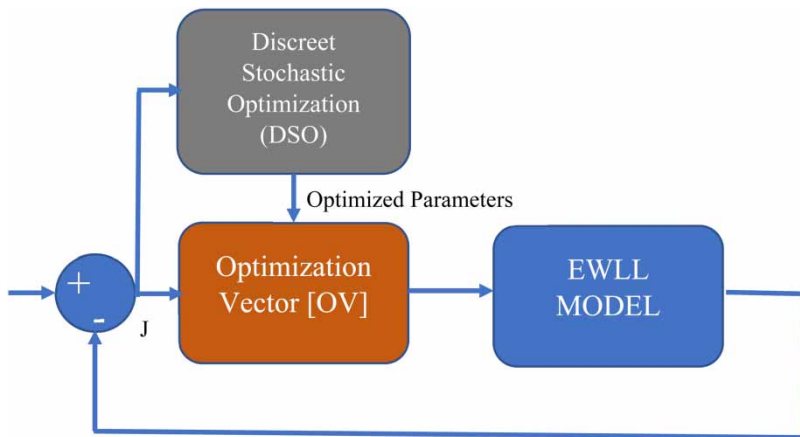 Discreet
Stochastic
Optimization
(DSO)
Optimized Parameters
Optimization
Vector [OV]
EWLL
MODEL
+
-
J